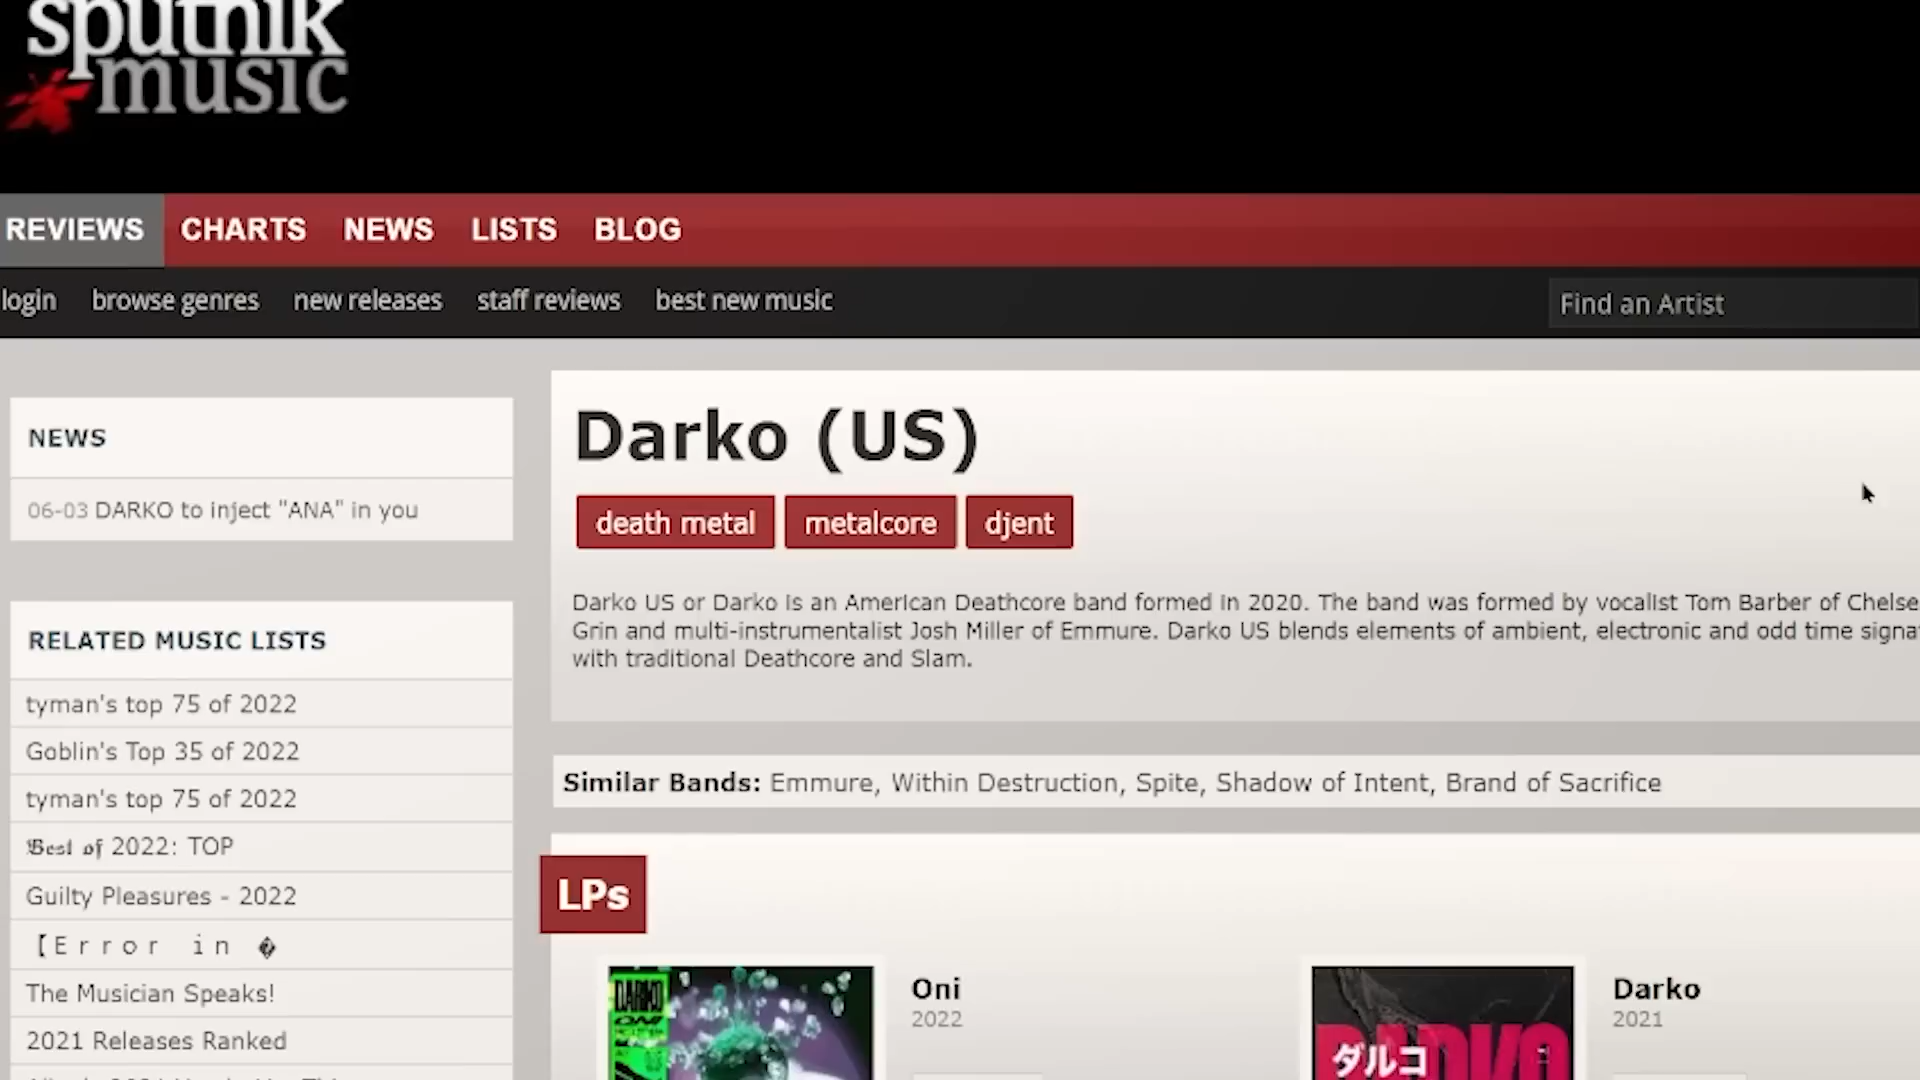 sputnik
music
REVIEWS CHARTS NEWS LISTS BLOG
login browse genres new releases staff reviews best new music Find an Artist
NEWS
06-03 DARKO to inject "ANA" in you
RELATED MUSIC LISTS
tyman's top 75 of 2022
Goblin's Top 35 of 2022
tyman's top 75 of 2022
𝕭𝖊𝖘𝖙 𝖔𝖋 2022: TOP
Guilty Pleasures - 2022
【E r r o r   i n   �
The Musician Speaks!
2021 Releases Ranked
Darko (US)
death metal metalcore djent
Darko US or Darko is an American Deathcore band formed in 2020. The band was formed by vocalist Tom Barber of Chelse
Grin and multi-instrumentalist Josh Miller of Emmure. Darko US blends elements of ambient, electronic and odd time signa
with traditional Deathcore and Slam.
Similar Bands: Emmure, Within Destruction, Spite, Shadow of Intent, Brand of Sacrifice
LPs
DARKO
ONI
Oni
2022
ダルコ
DARKO
Darko
2021